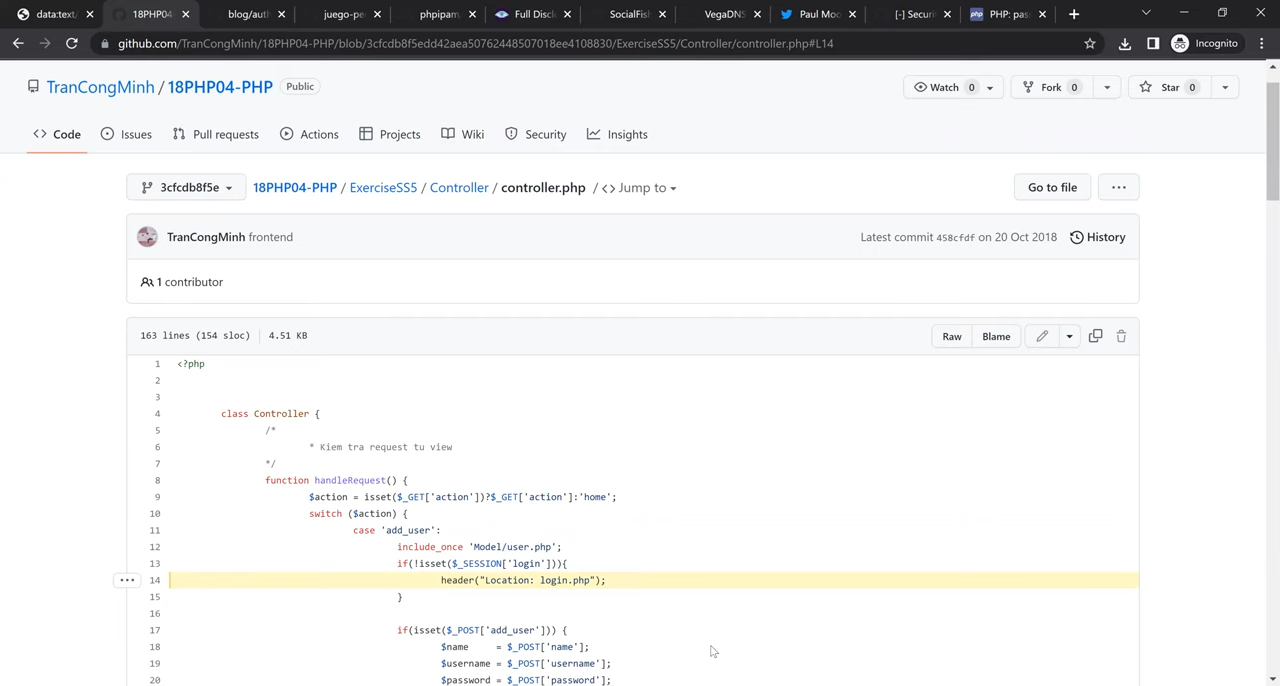 data:text/
18PHP04
blog/auth
juego-pe
phpipam
Full Discl
SocialFis
VegaDNS
Paul Moo
[-] Securi
PHP: pas
github.com/TranCongMinh/18PHP04-PHP/blob/3cfcdb8f5edd42aea50762448507018ee4108830/ExerciseSS5/Controller/controller.php#L14
Incognito
TranCongMinh / 18PHP04-PHP Public
Watch 0
Fork 0
Star 0
Code
Issues
Pull requests
Actions
Projects
Wiki
Security
Insights
3cfcdb8f5e
18PHP04-PHP / ExerciseSS5 / Controller / controller.php / <> Jump to
Go to file
...
TranCongMinh frontend
Latest commit 458cfdf on 20 Oct 2018
History
1 contributor
163 lines (154 sloc) 4.51 KB
Raw
Blame
1 <?php
2
3
4 class Controller {
5 /*
6 * Kiem tra request tu view
7 */
8 function handleRequest() {
9 $action = isset($_GET['action'])?$_GET['action']:'home';
10 switch ($action) {
11 case 'add_user':
12 include_once 'Model/user.php';
13 if(!isset($_SESSION['login'])){
14 header("Location: login.php");
15 }
16
17 if(isset($_POST['add_user'])) {
18 $name = $_POST['name'];
19 $username = $_POST['username'];
20 $password = $_POST['password'];